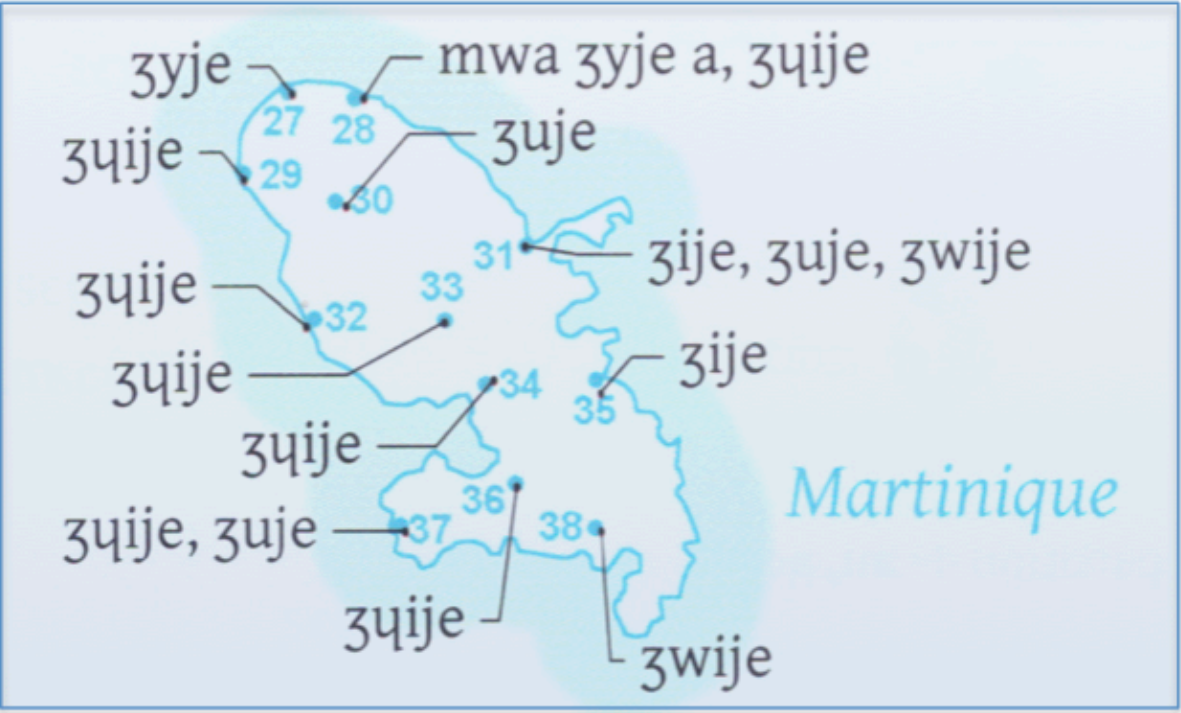 ʒyje
mwa ʒyje a, ʒɥije
27
28
ʒuje
ʒɥije
29
30
31
ʒije, ʒuje, ʒwije
ʒɥije
33
32
ʒije
ʒɥije
34
35
ʒɥije
Martinique
36
ʒɥije, ʒuje
37
38
ʒɥije
ʒwije